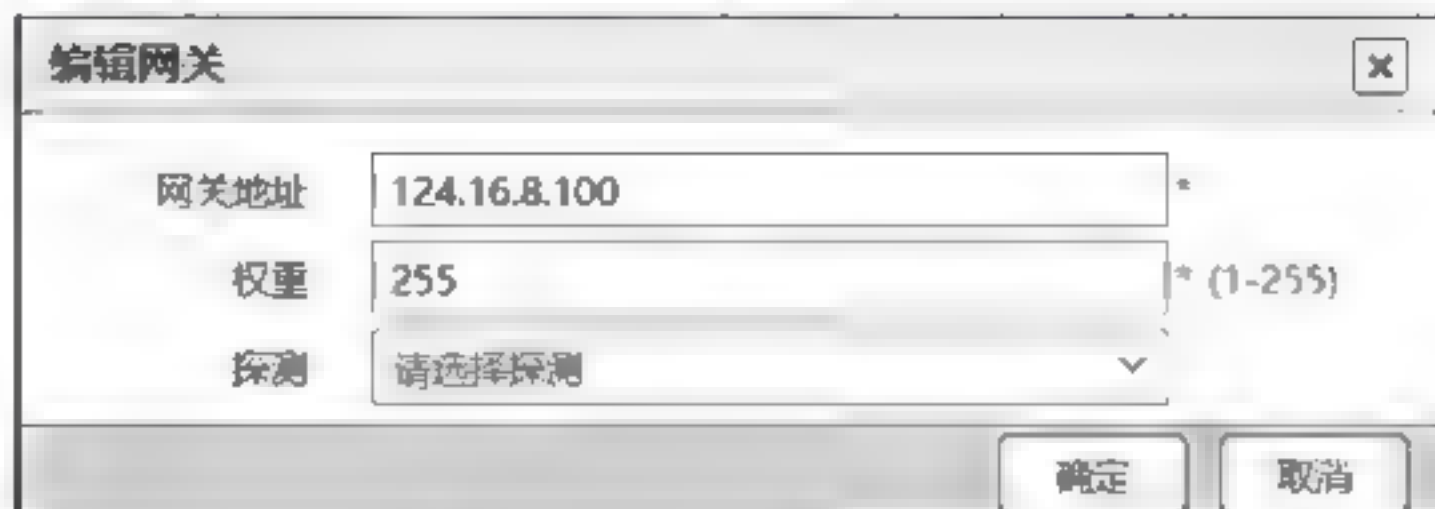 编辑网关
网关地址 124.16.8.100 *
权重 255 * (1-255)
探测 请选择探测
确定 取消